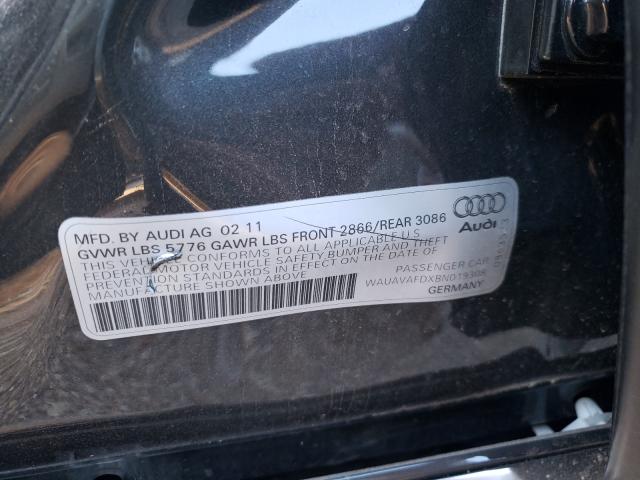 MFD. BY AUDI AG 02 11
GVWR LBS 5776 GAWR LBS FRONT 2866/REAR 3086
THIS CONFORMS TO ALL APPLICABLE U.S
FEDERAL MOTOR VEHICLE SAFETY BUMPER AND THEFT
PREVENTION STANDARDS IN EFFECT ON THE DATE OF
MANUFACTURE SHOWN ABOVE
PASSENGER CAR
WAUAVAFDXBN019308
GERMANY
Audi